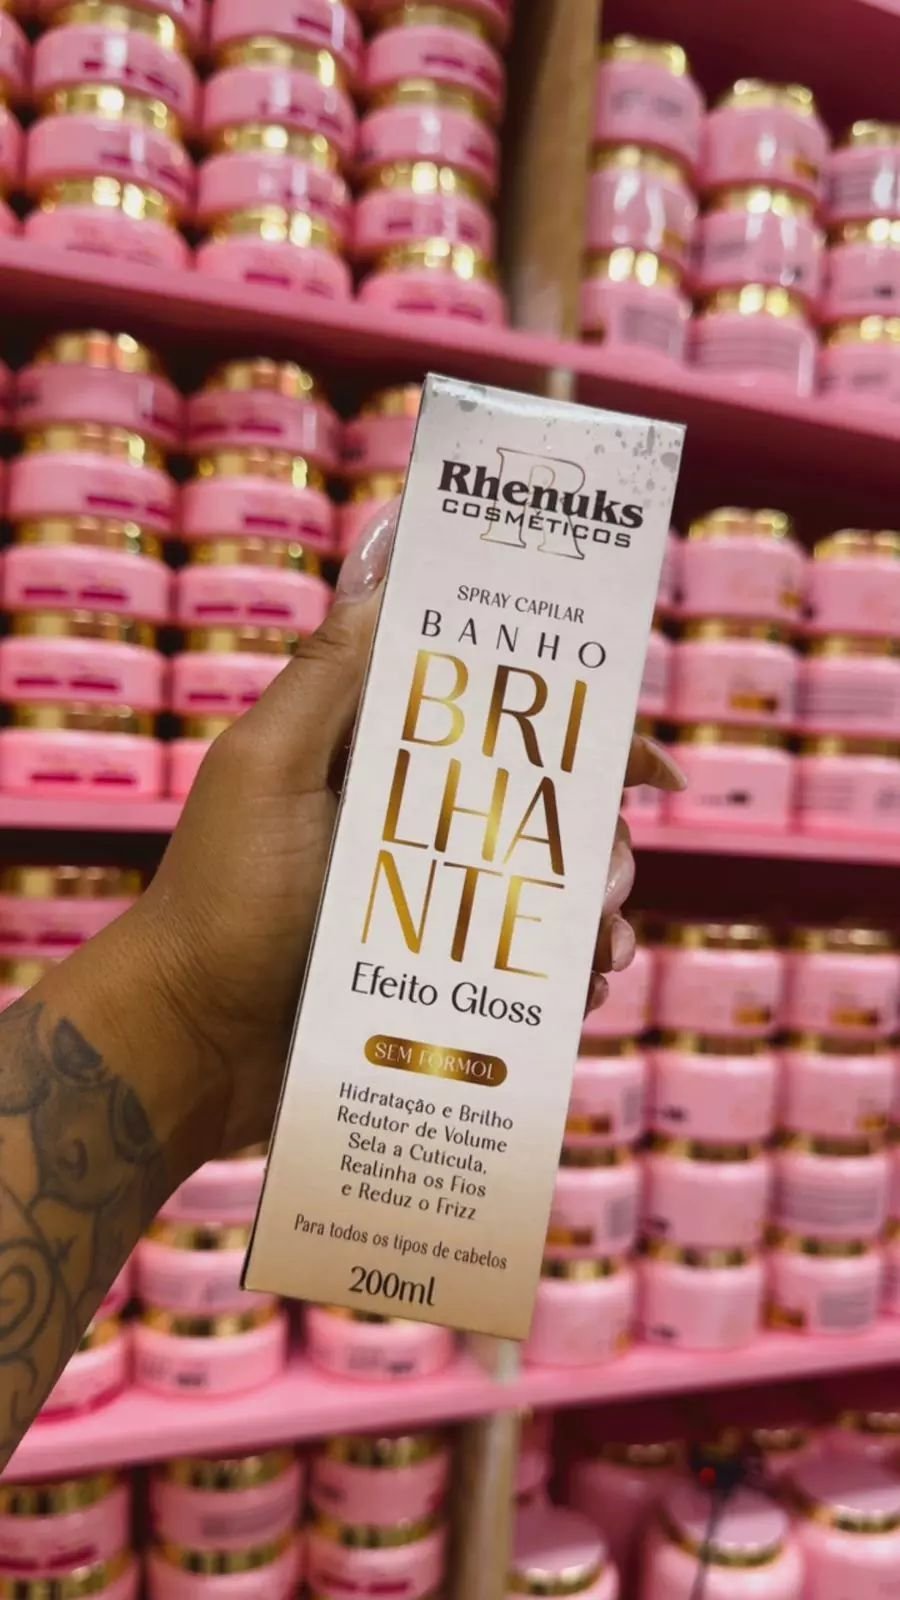 Rhenuks
COSMÉTICOS
SPRAY CAPILAR
BANHO
BRI
LHA
NTE
Efeito Gloss
SEM FORMOL
Hidratação e Brilho
Redutor de Volume
Sela a Cutícula,
Realinha os Fios
e Reduz o Frizz
Para todos os tipos de cabelos
200ml